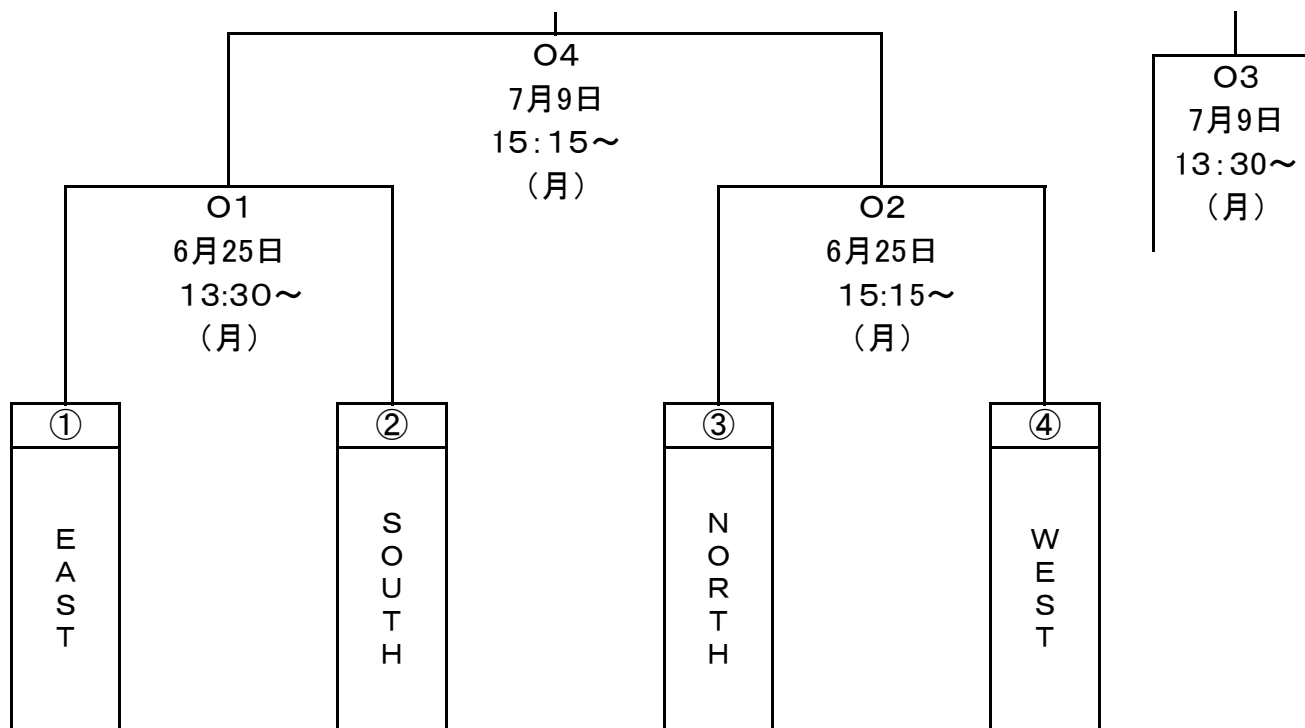 O4
7月9日
15:15～
(月)
O3
7月9日
13:30～
(月)
O1
6月25日
13:30～
(月)
O2
6月25日
15:15～
(月)
①
②
③
④
EAST
SOUTH
NORTH
WEST